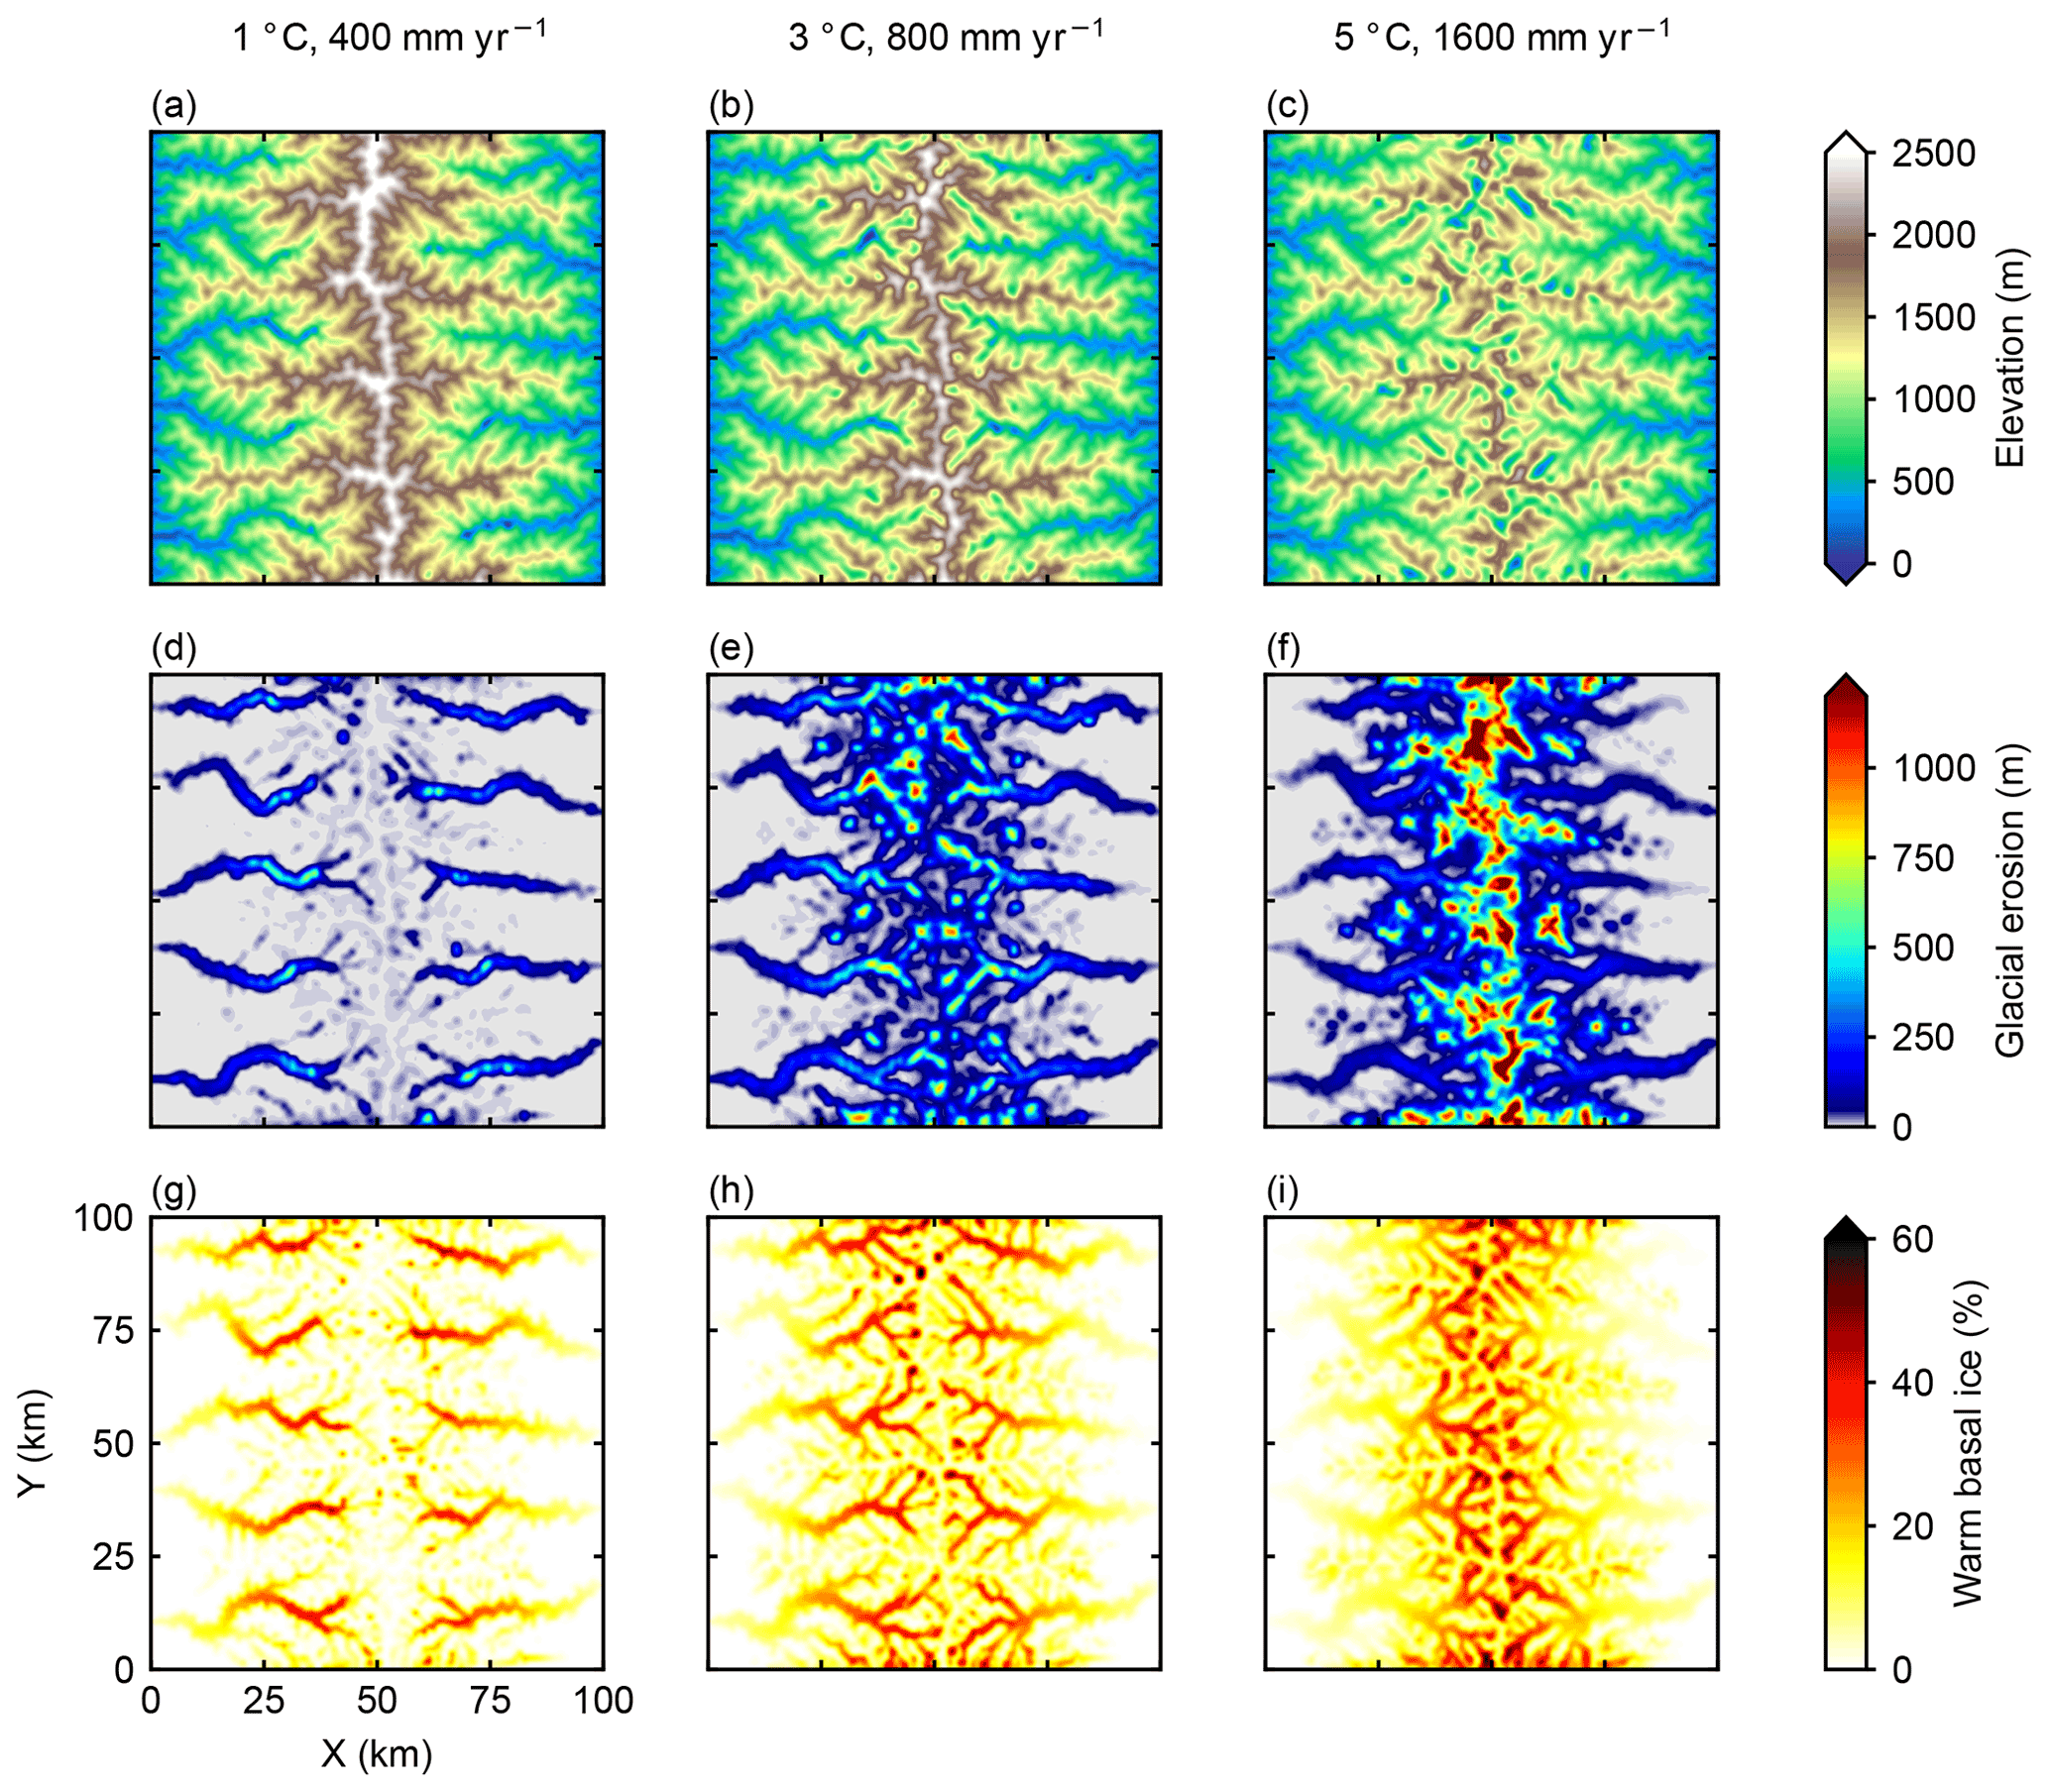 1 °C, 400 mm yr⁻¹
3 °C, 800 mm yr⁻¹
5 °C, 1600 mm yr⁻¹
(a)
(b)
(c)
2500
2000
1500
1000
500
0
Elevation (m)
(d)
(e)
(f)
1000
750
500
250
0
Glacial erosion (m)
(g)
(h)
(i)
100
75
50
25
0
Y (km)
0
25
50
75
100
X (km)
60
40
20
0
Warm basal ice (%)